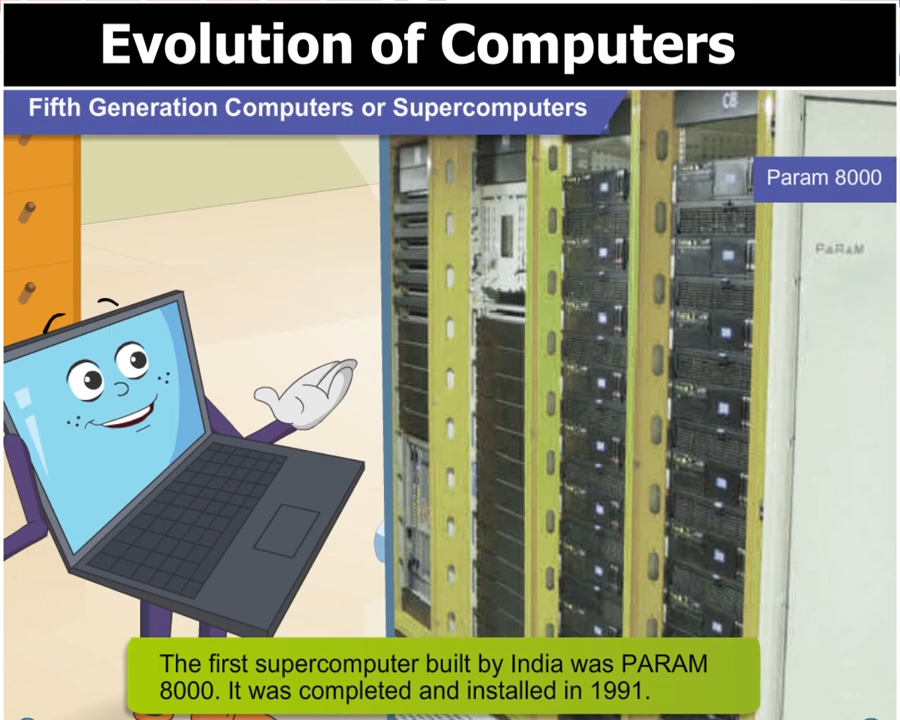 Evolution of Computers
Fifth Generation Computers or Supercomputers
C8
Param 8000
PARAM
The first supercomputer built by India was PARAM
8000. It was completed and installed in 1991.